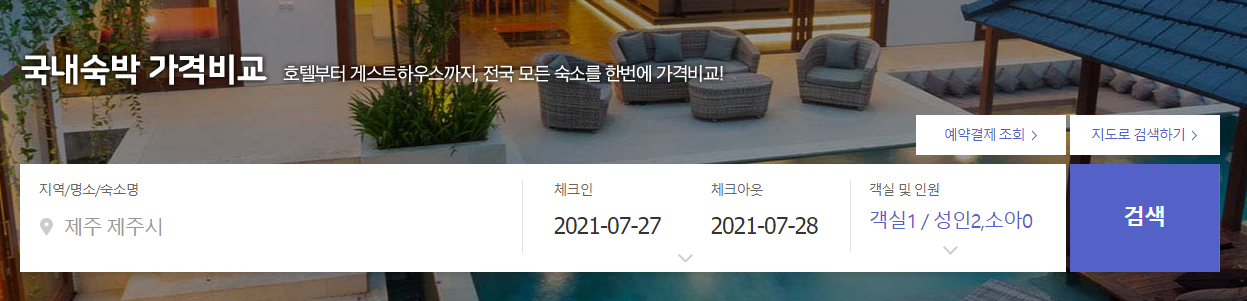 국내숙박 가격비교 호텔부터 게스트하우스까지, 전국 모든 숙소를 한번에 가격비교!
예약결제 조회 지도로 검색하기
지역/명소/숙소명 체크인 체크아웃 객실 및 인원
제주 제주시 2021-07-27 2021-07-28 객실1 / 성인2,소아0
검색